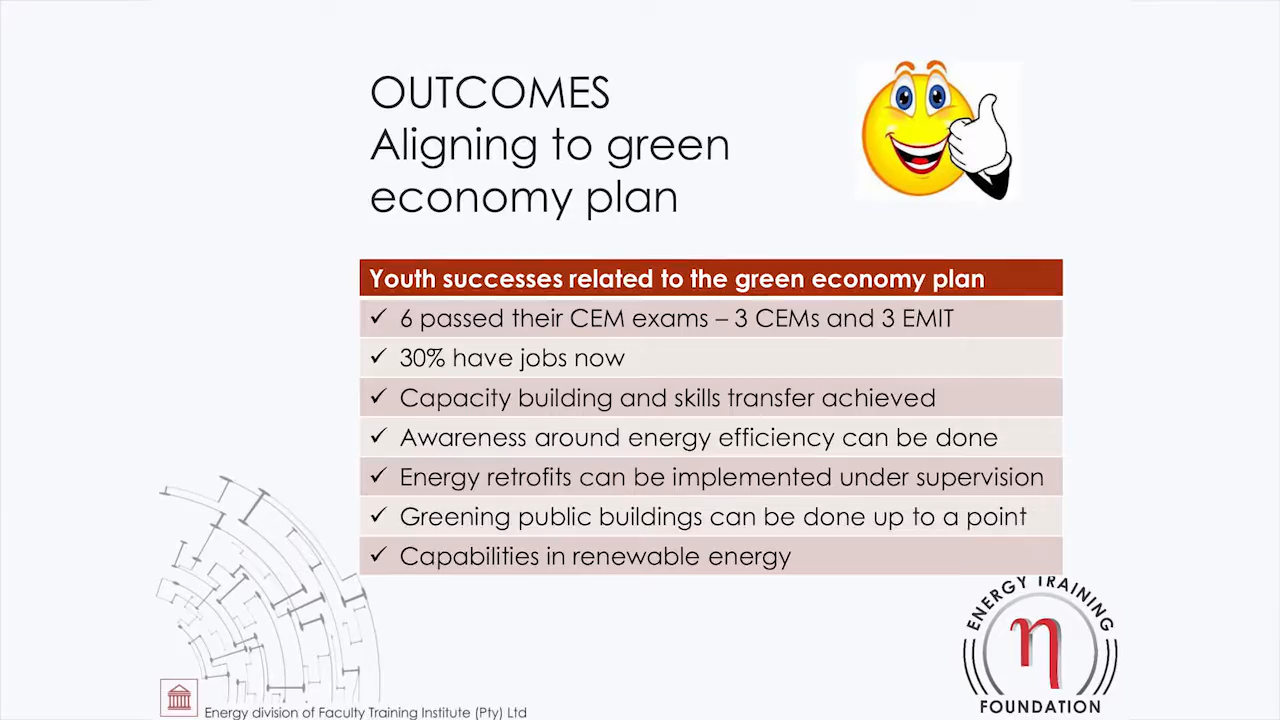 OUTCOMES
Aligning to green
economy plan
Youth successes related to the green economy plan
✓ 6 passed their CEM exams – 3 CEMs and 3 EMIT
✓ 30% have jobs now
✓ Capacity building and skills transfer achieved
✓ Awareness around energy efficiency can be done
✓ Energy retrofits can be implemented under supervision
✓ Greening public buildings can be done up to a point
✓ Capabilities in renewable energy
ENERGY TRAINING
η
FOUNDATION
Energy division of Faculty Training Institute (Pty) Ltd